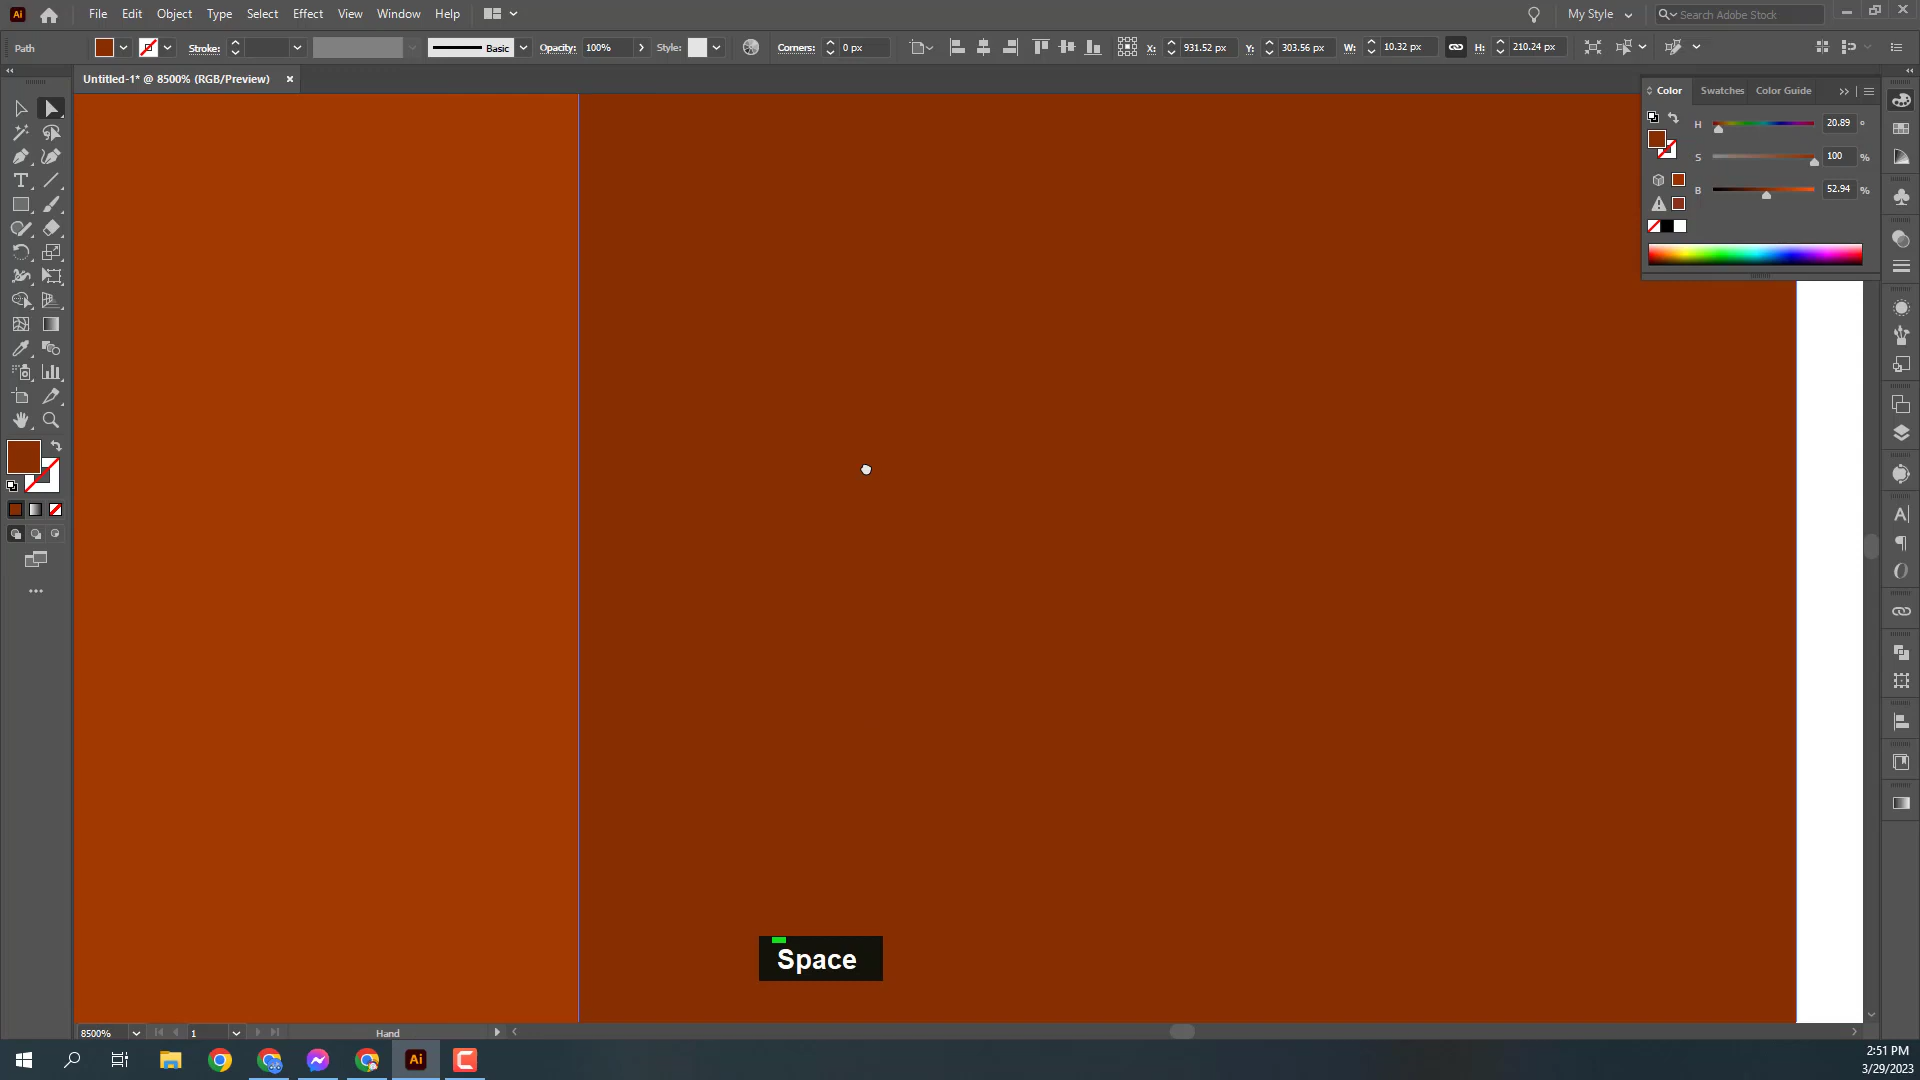 Ai File Edit Object Type Select Effect View Window Help My Style Search Adobe Stock
Path Stroke: Basic Opacity: 100% Style: Corners: 0 px X: 931.52 px Y: 303.56 px W: 10.32 px H: 210.24 px
Untitled-1* @ 8500% (RGB/Preview)
Color Swatches Color Guide
H 20.89 °
S 100 %
B 52.94 %
Space
8500% 1 Hand
Ai
2:51 PM
3/29/2023